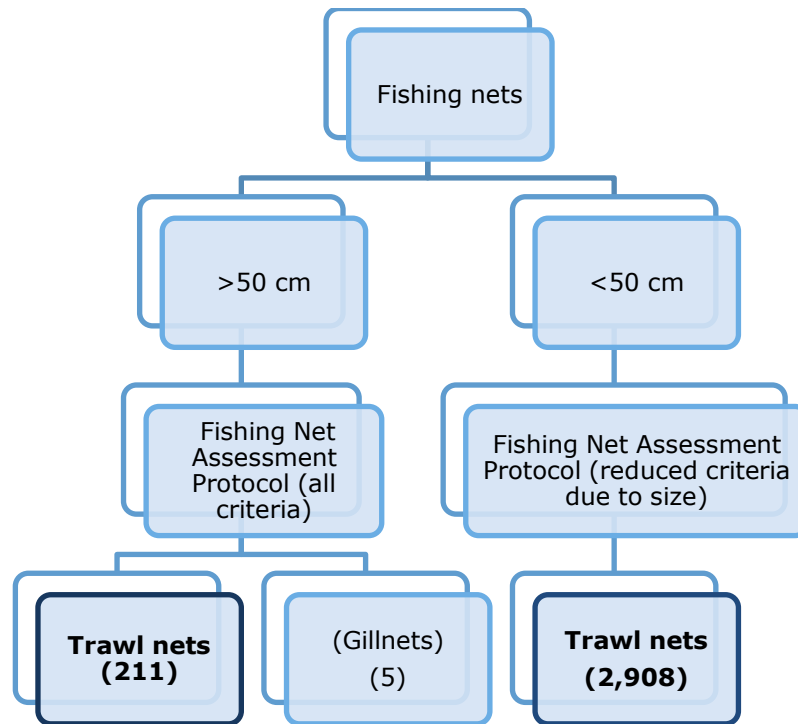 Fishing nets
>50 cm
<50 cm
Fishing Net
Assessment
Protocol (all
criteria)
Fishing Net Assessment
Protocol (reduced criteria
due to size)
Trawl nets
(211)
(Gillnets)
(5)
Trawl nets
(2,908)